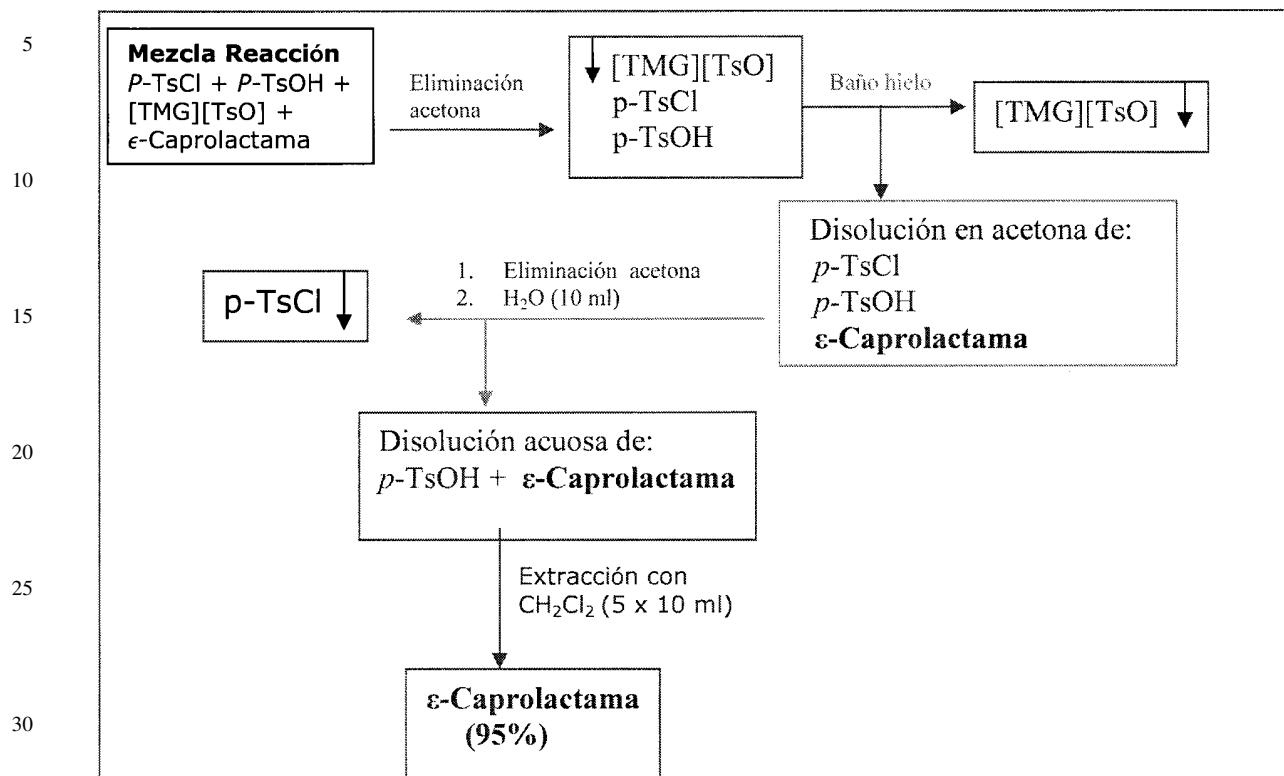 5
Mezcla Reacción
P-TsCl + P-TsOH +
[TMG][TsO] +
ϵ-Caprolactama
Eliminación
acetona
[TMG][TsO]
p-TsCl
p-TsOH
Baño hielo
[TMG][TsO]
10
Disolución en acetona de:
p-TsCl
p-TsOH
ε-Caprolactama
1. Eliminación acetona
2. H₂O (10 ml)
p-TsCl
15
Disolución acuosa de:
p-TsOH + ε-Caprolactama
20
25
Extracción con
CH₂Cl₂ (5 x 10 ml)
ε-Caprolactama
(95%)
30